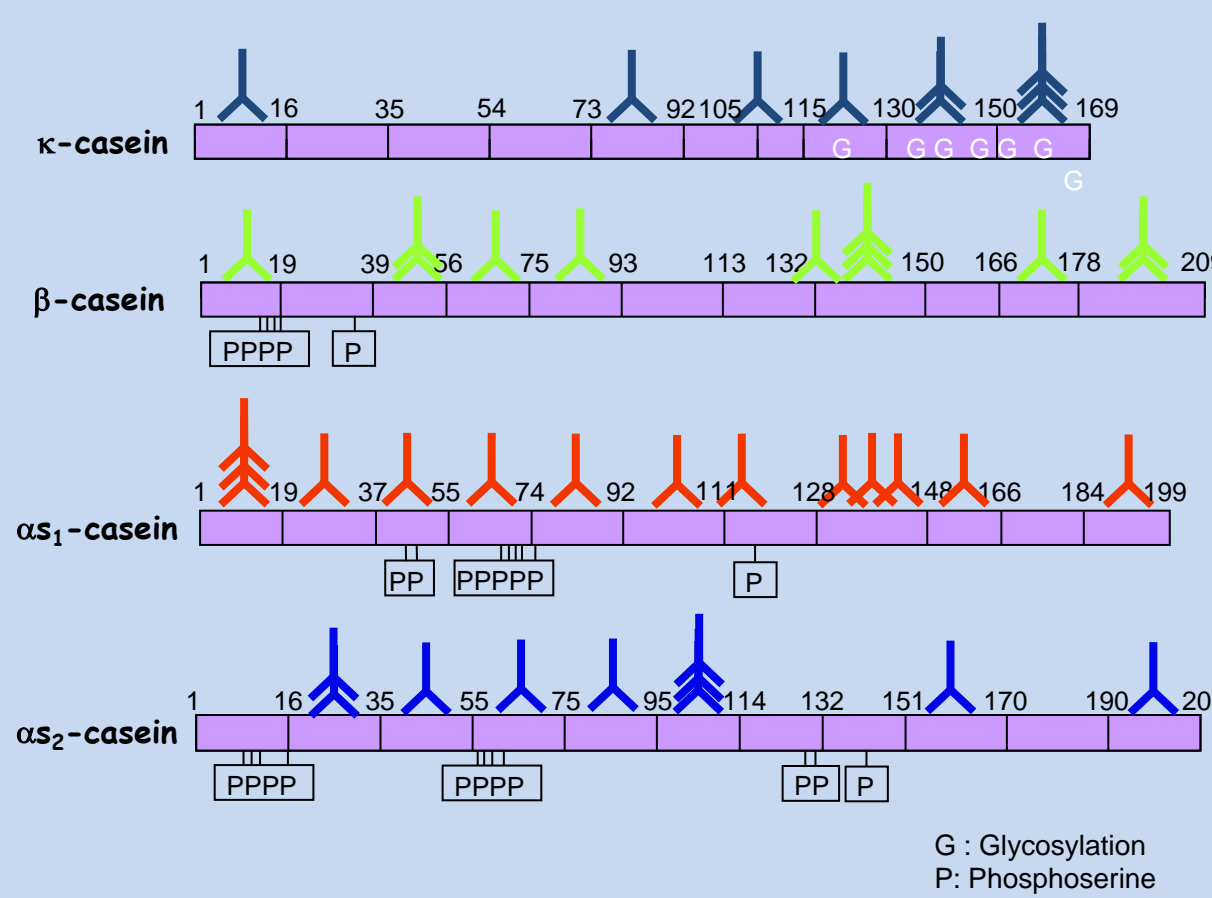 1 16 35 54 73 92 105 115 130 150 169
κ-casein
G G G G G G
G
1 19 39 56 75 93 113 132 150 166 178 209
β-casein
PPPP P
1 19 37 55 74 92 111 128 148 166 184 199
αs1-casein
PP PPPPP P
1 16 35 55 75 95 114 132 151 170 190 20
αs2-casein
PPPP PPPP PP P
G : Glycosylation
P: Phosphoserine